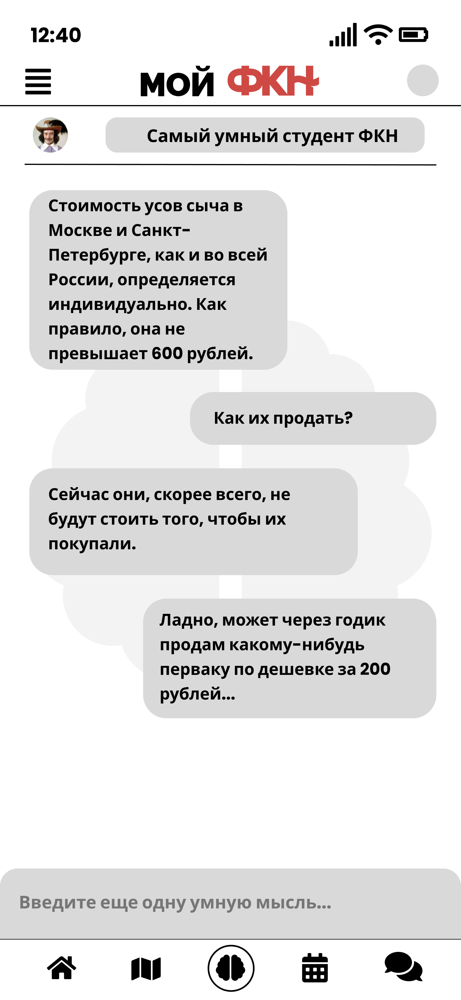 12:40
мой ФКН
Самый умный студент ФКН
Стоимость усов сыча в
Москве и Санкт-
Петербурге, как и во всей
России, определяется
индивидуально. Как
правило, она не
превышает 600 рублей.
Как их продать?
Сейчас они, скорее всего, не
будут стоить того, чтобы их
покупали.
Ладно, может через годик
продам какому-нибудь
перваку по дешевке за 200
рублей...
Введите еще одну умную мысль...